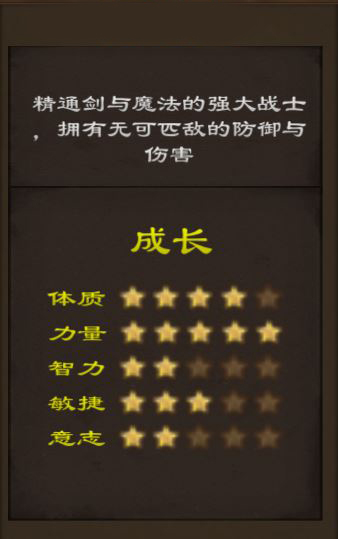 精通剑与魔法的强大战士
，拥有无可匹敌的防御与
伤害
成长
体质
力量
智力
敏捷
意志